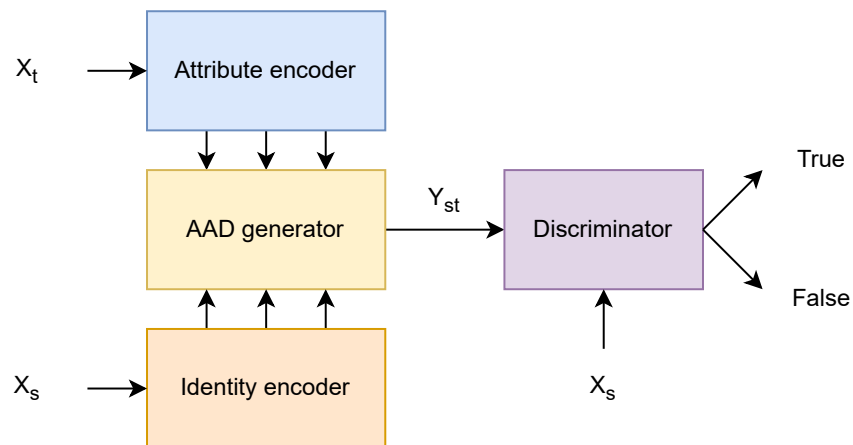 X_t
Attribute encoder
AAD generator
Y_st
Discriminator
True
False
X_s
Identity encoder
X_s